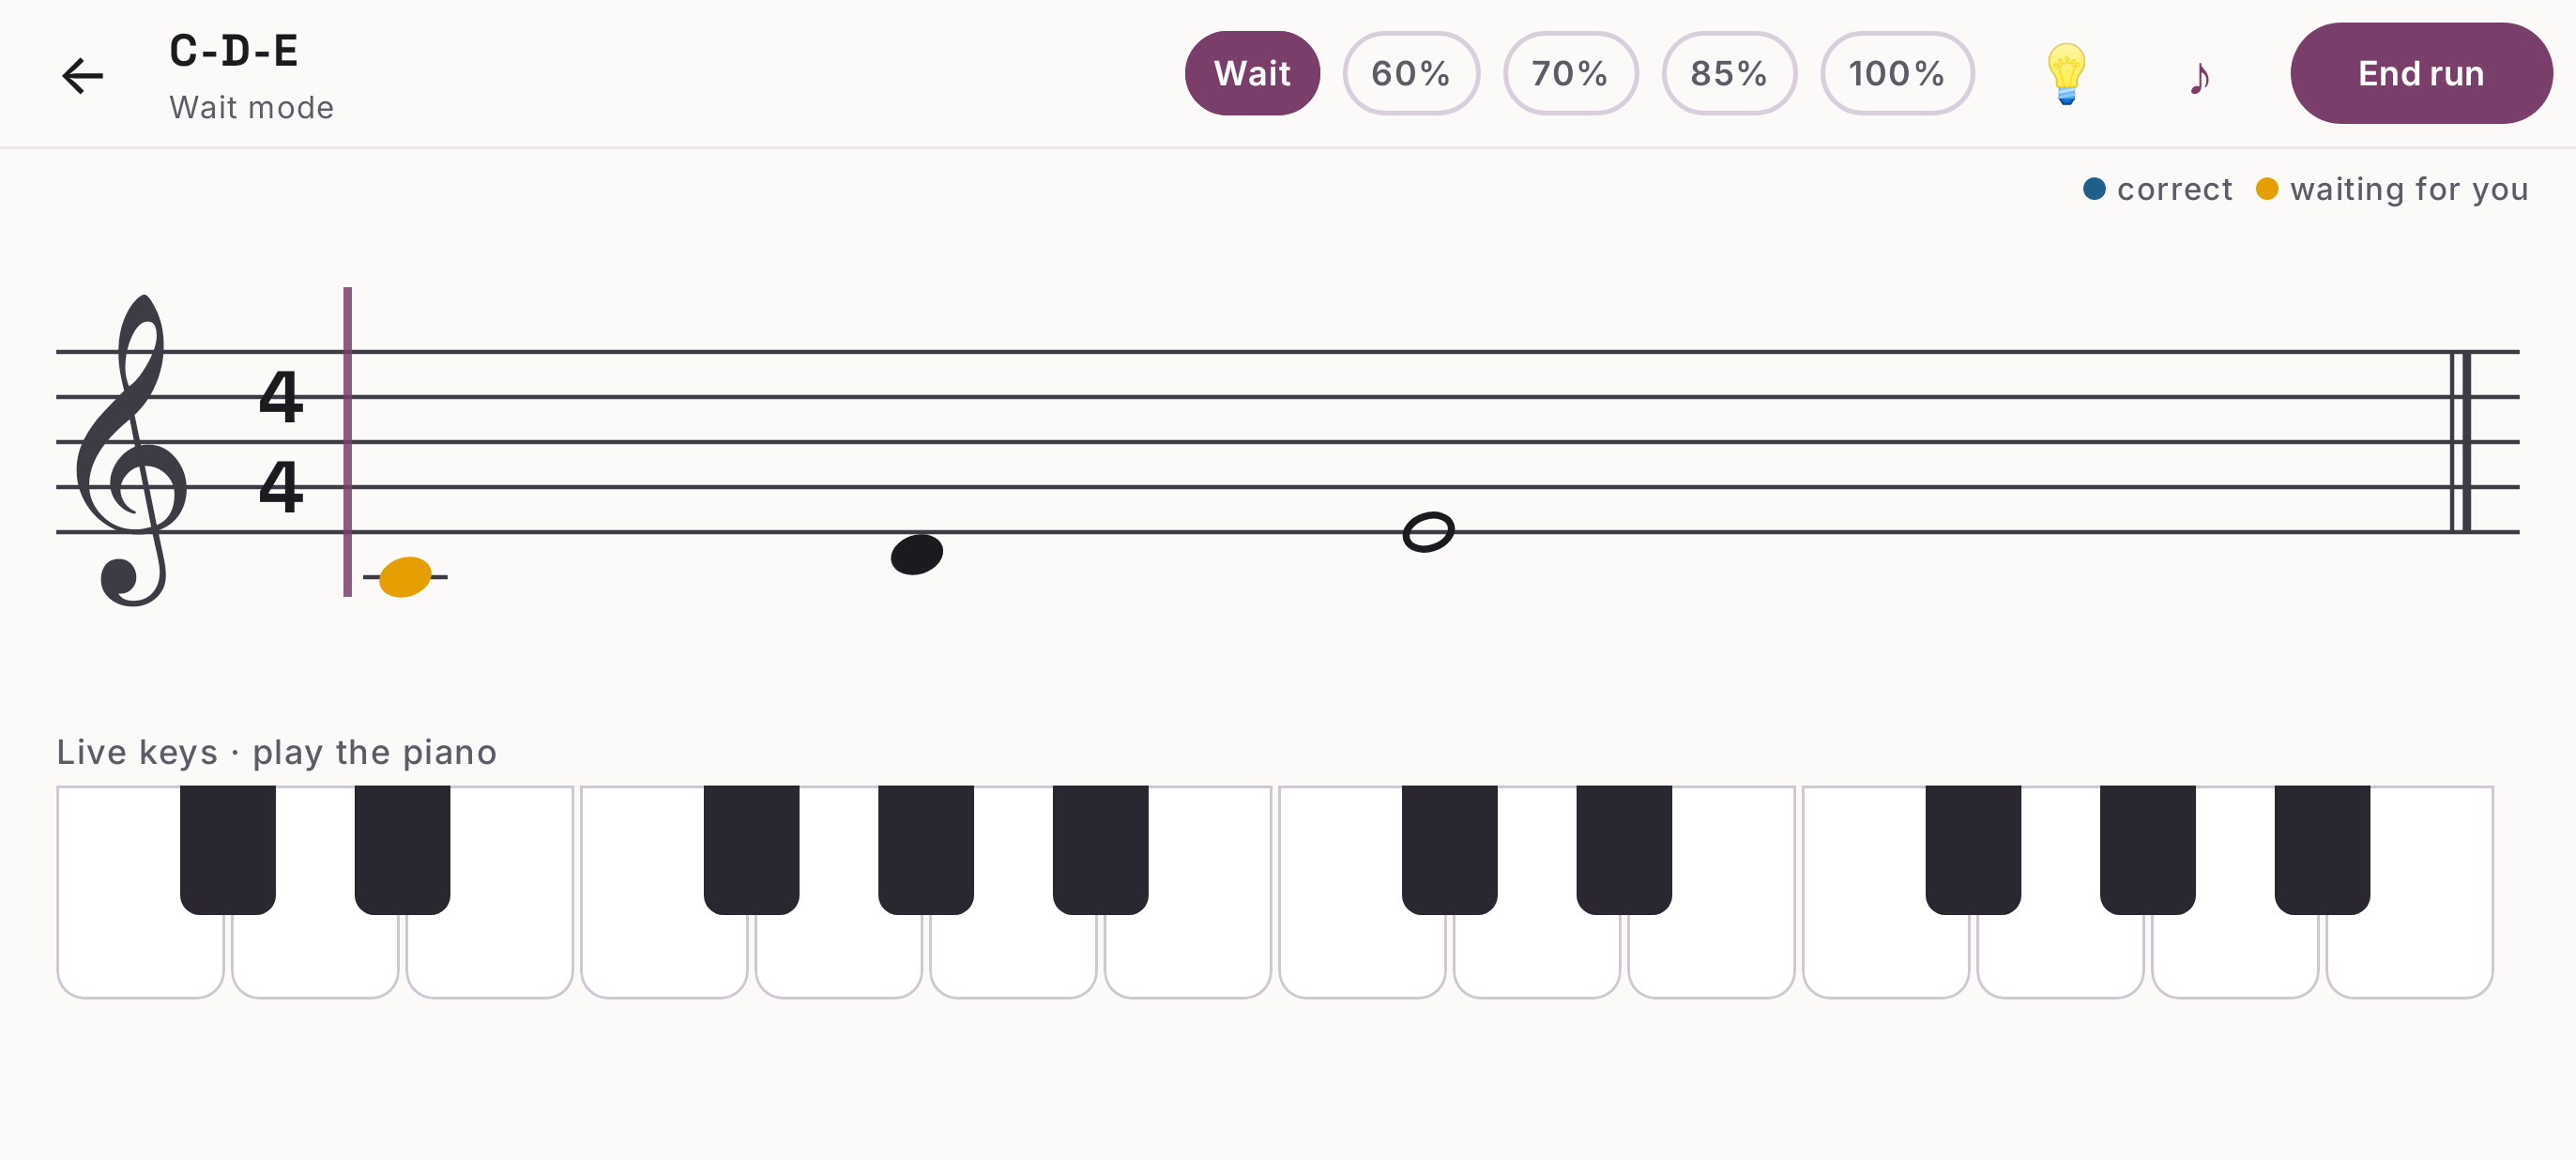 C-D-E
Wait mode
Wait 60% 70% 85% 100% End run
correct waiting for you
4
4
Live keys · play the piano